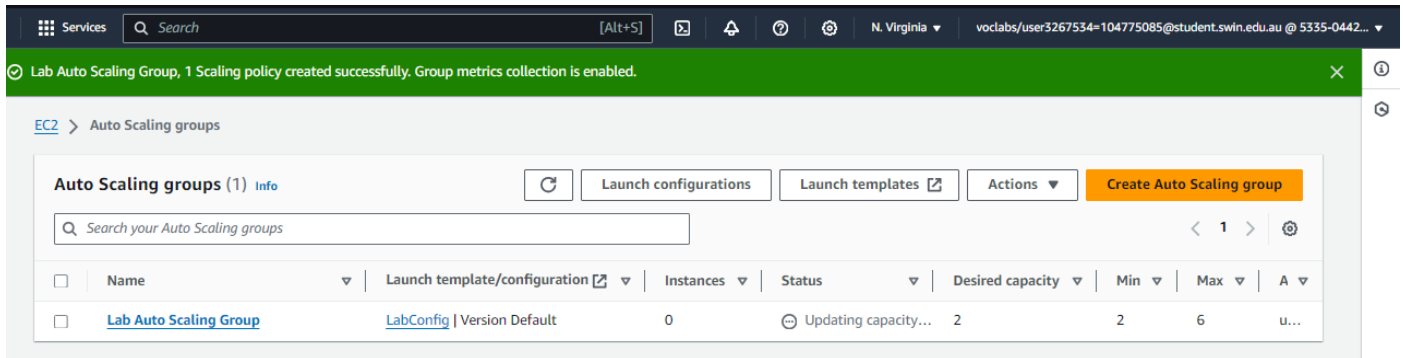 Services Search [Alt+S] N. Virginia voclabs/user3267534=104775085@student.swin.edu.au @ 5335-0442...
Lab Auto Scaling Group, 1 Scaling policy created successfully. Group metrics collection is enabled.
EC2 > Auto Scaling groups
Auto Scaling groups (1) Info Launch configurations Launch templates Actions Create Auto Scaling group
Search your Auto Scaling groups 1
Name Launch template/configuration Instances Status Desired capacity Min Max A
Lab Auto Scaling Group LabConfig | Version Default 0 Updating capacity... 2 2 6 u...